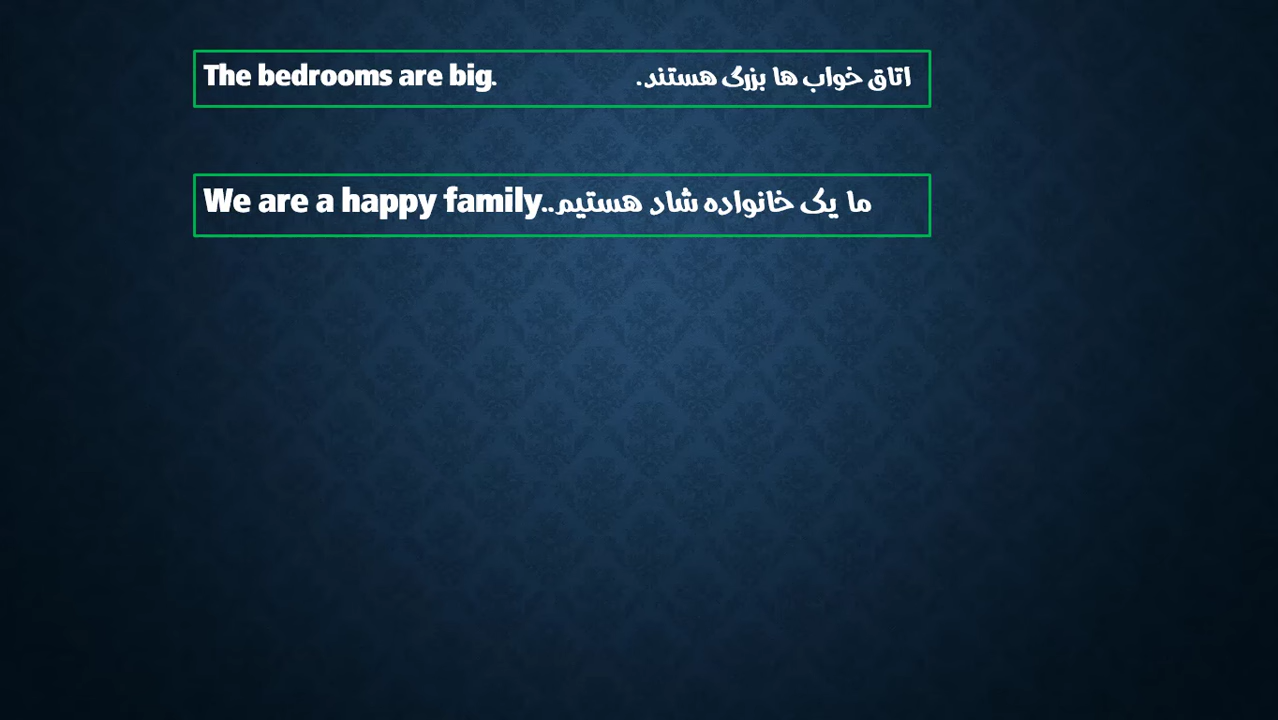 The bedrooms are big. اتاق خواب ها بزرگ هستند.
We are a happy family..ما یک خانواده شاد هستیم